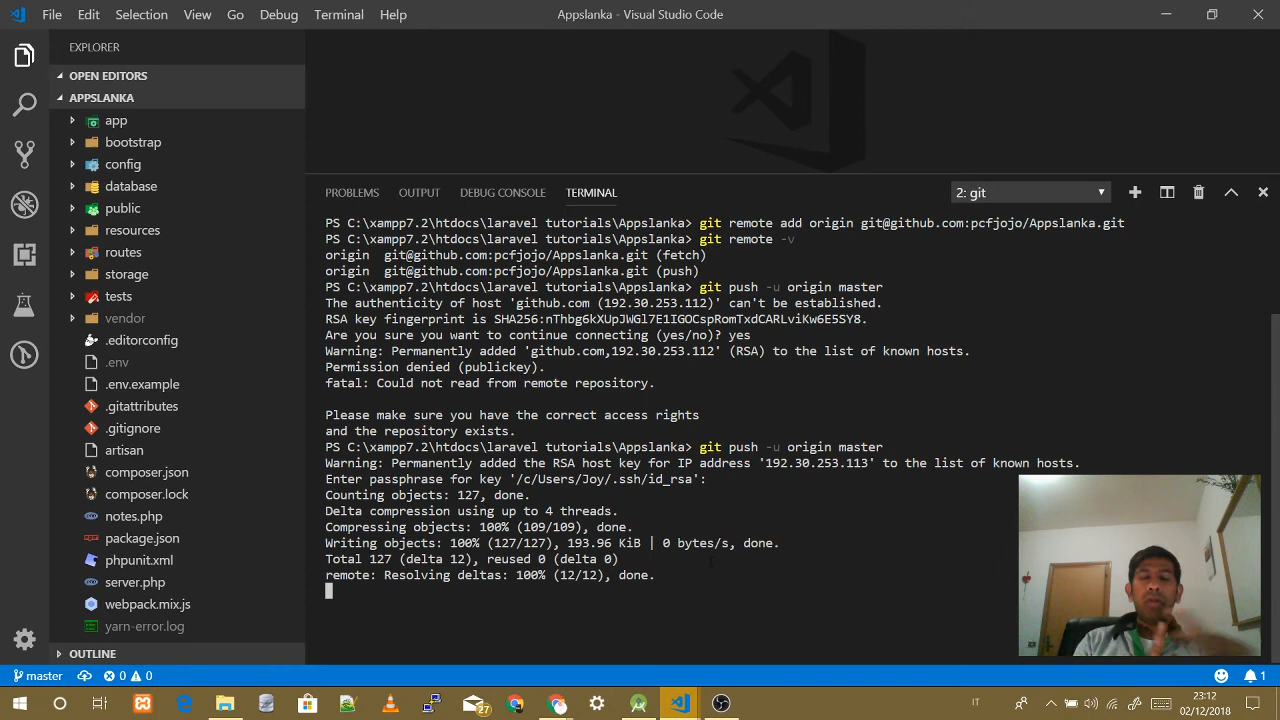 File Edit Selection View Go Debug Terminal Help
Appslanka - Visual Studio Code
EXPLORER
OPEN EDITORS
APPSLANKA
app
bootstrap
config
database
public
resources
routes
storage
tests
vendor
.editorconfig
.env
.env.example
.gitattributes
.gitignore
artisan
composer.json
composer.lock
notes.php
package.json
phpunit.xml
server.php
webpack.mix.js
yarn-error.log
OUTLINE
PROBLEMS OUTPUT DEBUG CONSOLE TERMINAL
2: git
PS C:\xampp7.2\htdocs\laravel tutorials\Appslanka> git remote add origin git@github.com:pcfjojo/Appslanka.git
PS C:\xampp7.2\htdocs\laravel tutorials\Appslanka> git remote -v
origin git@github.com:pcfjojo/Appslanka.git (fetch)
origin git@github.com:pcfjojo/Appslanka.git (push)
PS C:\xampp7.2\htdocs\laravel tutorials\Appslanka> git push -u origin master
The authenticity of host 'github.com (192.30.253.112)' can't be established.
RSA key fingerprint is SHA256:nThbg6kXUpJWGl7E1IGOCspRomTxdCARLviKw6E5SY8.
Are you sure you want to continue connecting (yes/no)? yes
Warning: Permanently added 'github.com,192.30.253.112' (RSA) to the list of known hosts.
Permission denied (publickey).
fatal: Could not read from remote repository.
Please make sure you have the correct access rights
and the repository exists.
PS C:\xampp7.2\htdocs\laravel tutorials\Appslanka> git push -u origin master
Warning: Permanently added the RSA host key for IP address '192.30.253.113' to the list of known hosts.
Enter passphrase for key '/c/Users/Joy/.ssh/id_rsa':
Counting objects: 127, done.
Delta compression using up to 4 threads.
Compressing objects: 100% (109/109), done.
Writing objects: 100% (127/127), 193.96 KiB | 0 bytes/s, done.
Total 127 (delta 12), reused 0 (delta 0)
remote: Resolving deltas: 100% (12/12), done.
master
0 0
1
27
IT
23:12
02/12/2018